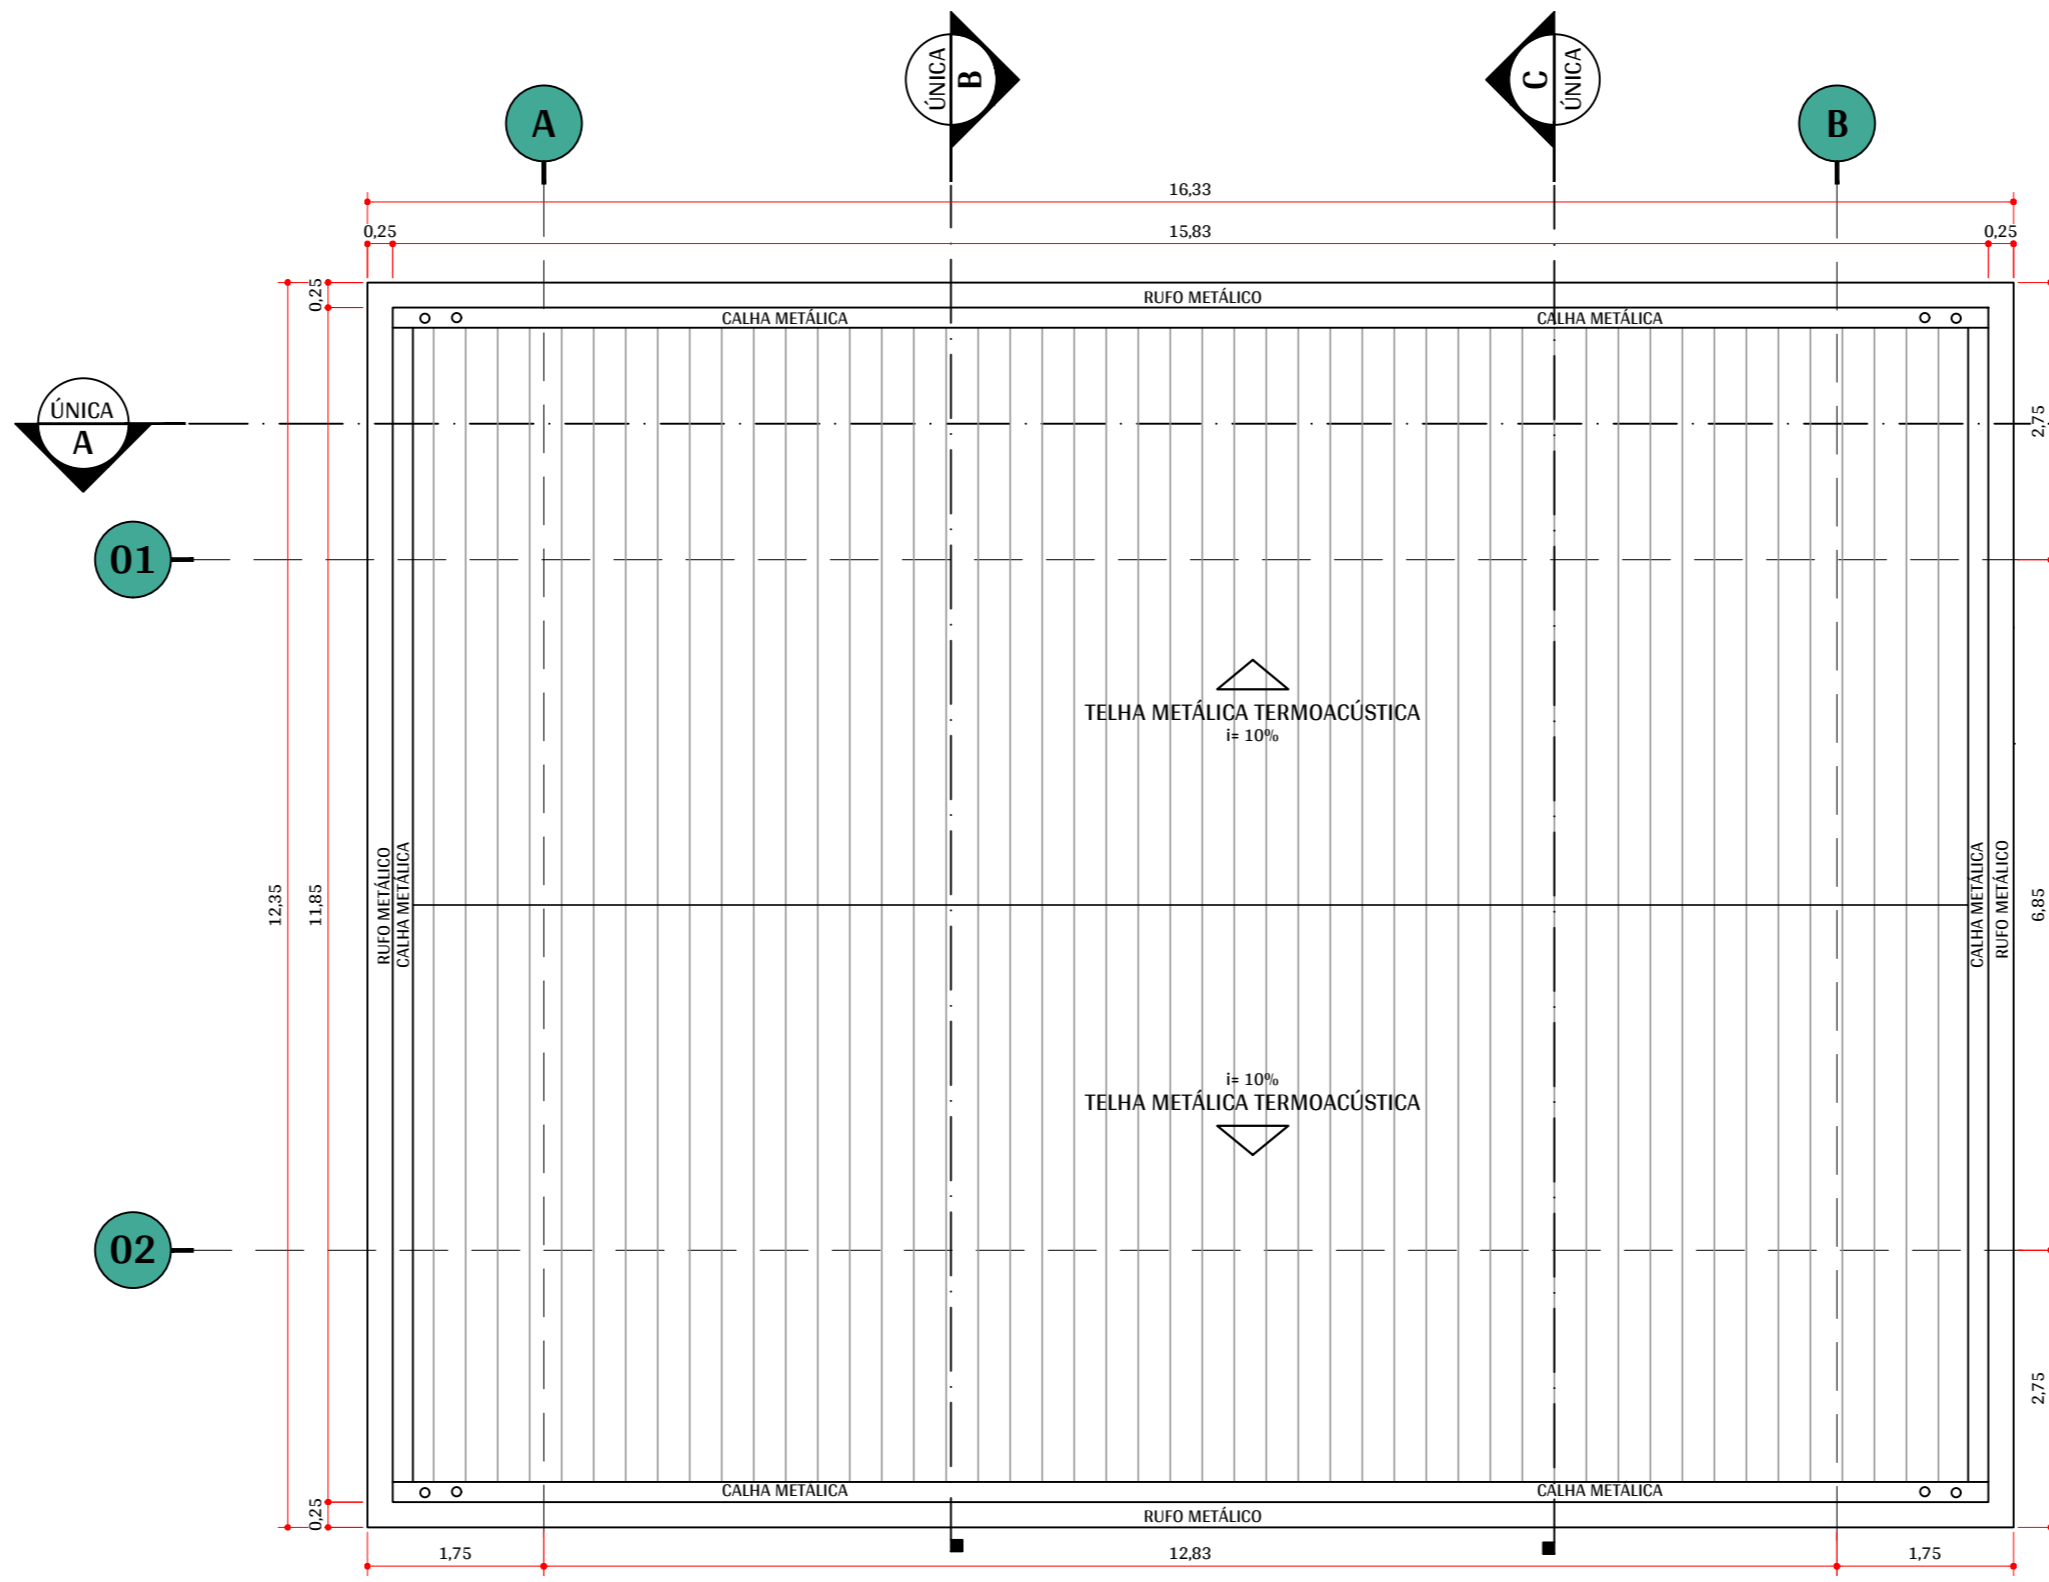 ÚNICA
B
C
ÚNICA
A
B
16,33
0,25
15,83
0,25
0,25
RUFO METÁLICO
CALHA METÁLICA
CALHA METÁLICA
ÚNICA
A
2,75
01
TELHA METÁLICA TERMOACÚSTICA
i= 10%
12,35
11,85
RUFO METÁLICO
CALHA METÁLICA
CALHA METÁLICA
RUFO METÁLICO
6,85
i= 10%
TELHA METÁLICA TERMOACÚSTICA
02
2,75
CALHA METÁLICA
CALHA METÁLICA
0,25
RUFO METÁLICO
1,75
12,83
1,75